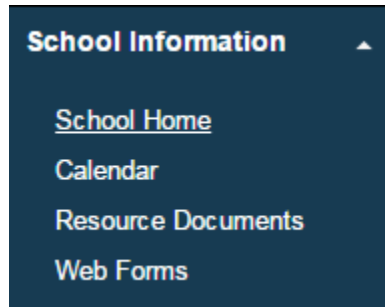 School Information
School Home
Calendar
Resource Documents
Web Forms